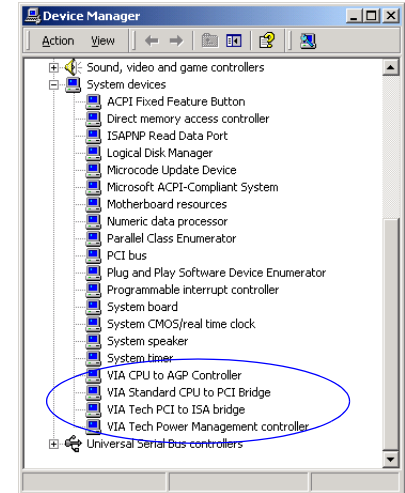 Device Manager
Action View
Sound, video and game controllers
System devices
ACPI Fixed Feature Button
Direct memory access controller
ISAPNP Read Data Port
Logical Disk Manager
Microcode Update Device
Microsoft ACPI-Compliant System
Motherboard resources
Numeric data processor
Parallel Class Enumerator
PCI bus
Plug and Play Software Device Enumerator
Programmable interrupt controller
System board
System CMOS/real time clock
System speaker
System timer
VIA CPU to AGP Controller
VIA Standard CPU to PCI Bridge
VIA Tech PCI to ISA bridge
VIA Tech Power Management controller
Universal Serial Bus controllers